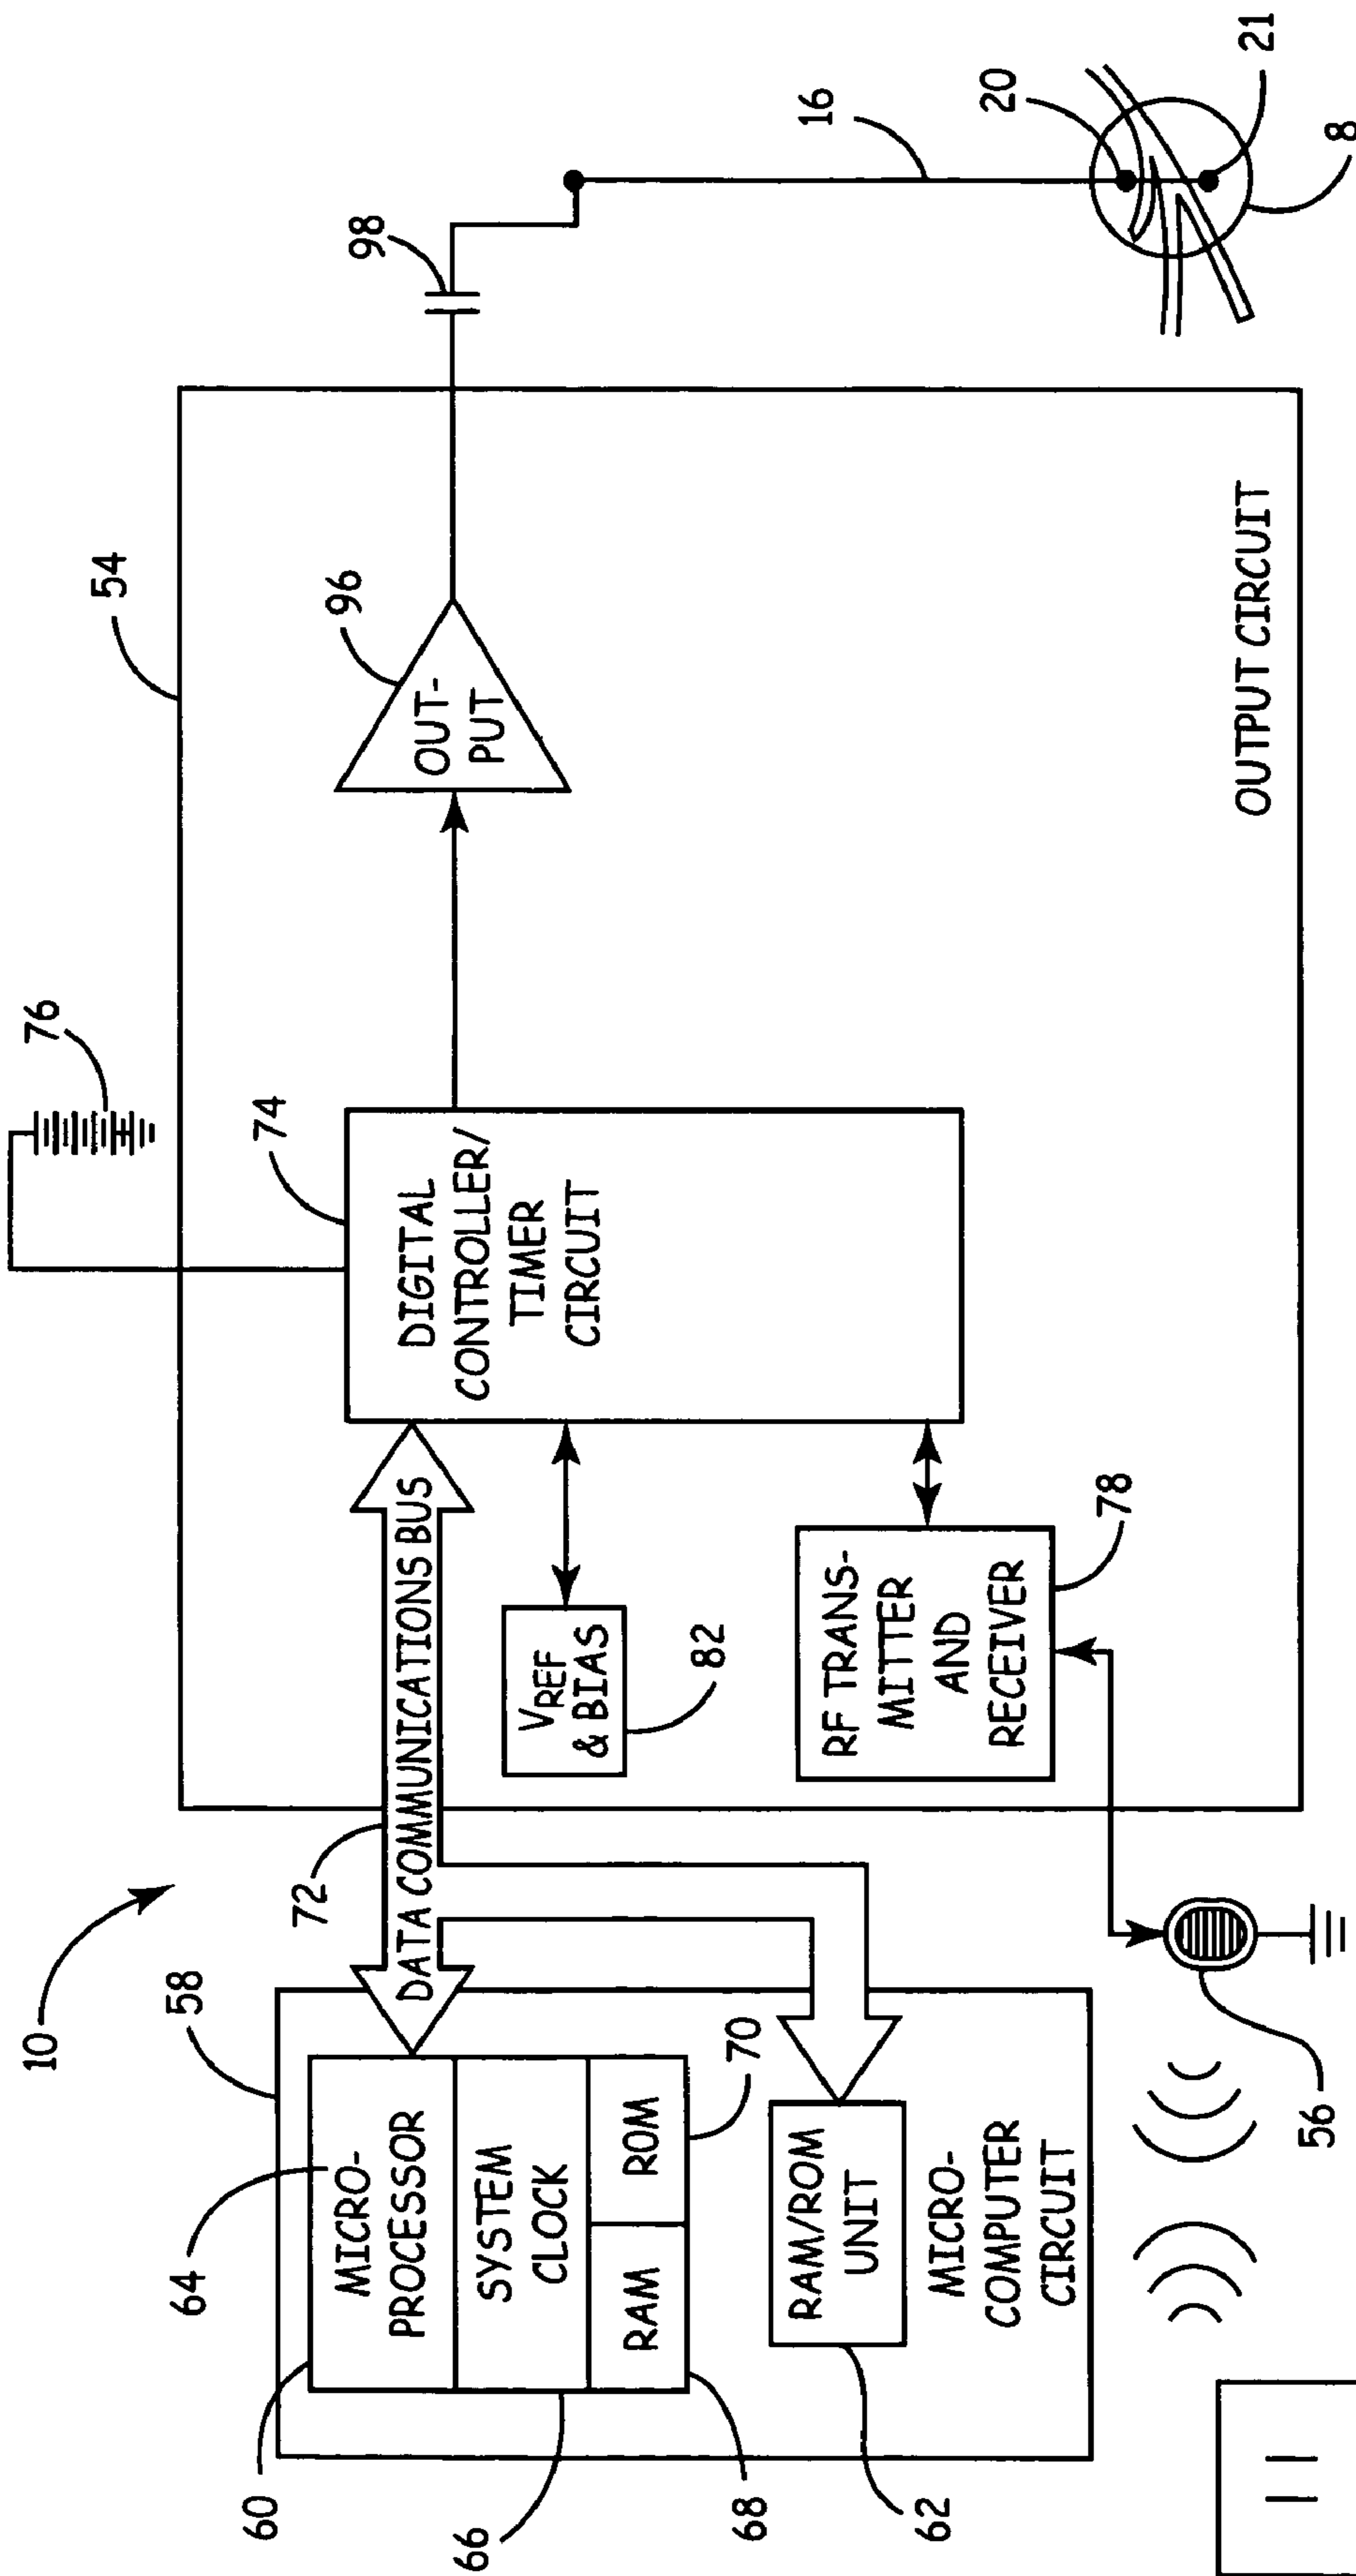 10
58
60
64
MICRO-
PROCESSOR
SYSTEM
CLOCK
66
RAM
ROM
68
70
RAM/ROM
UNIT
62
MICRO-
COMPUTER
CIRCUIT
72
DATA COMMUNICATIONS BUS
54
76
74
DIGITAL
CONTROLLER/
TIMER
CIRCUIT
VREF
& BIAS
82
RF TRANS-
MITTER
AND
RECEIVER
78
56
96
OUT-
PUT
98
OUTPUT CIRCUIT
16
20
21
8